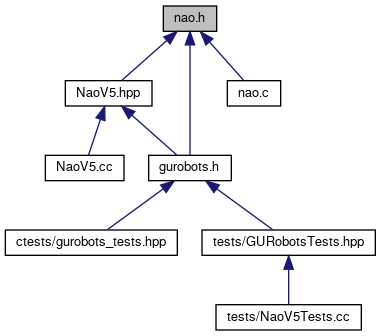 nao.h
NaoV5.hpp
nao.c
NaoV5.cc
gurobots.h
ctests/gurobots_tests.hpp
tests/GURobotsTests.hpp
tests/NaoV5Tests.cc